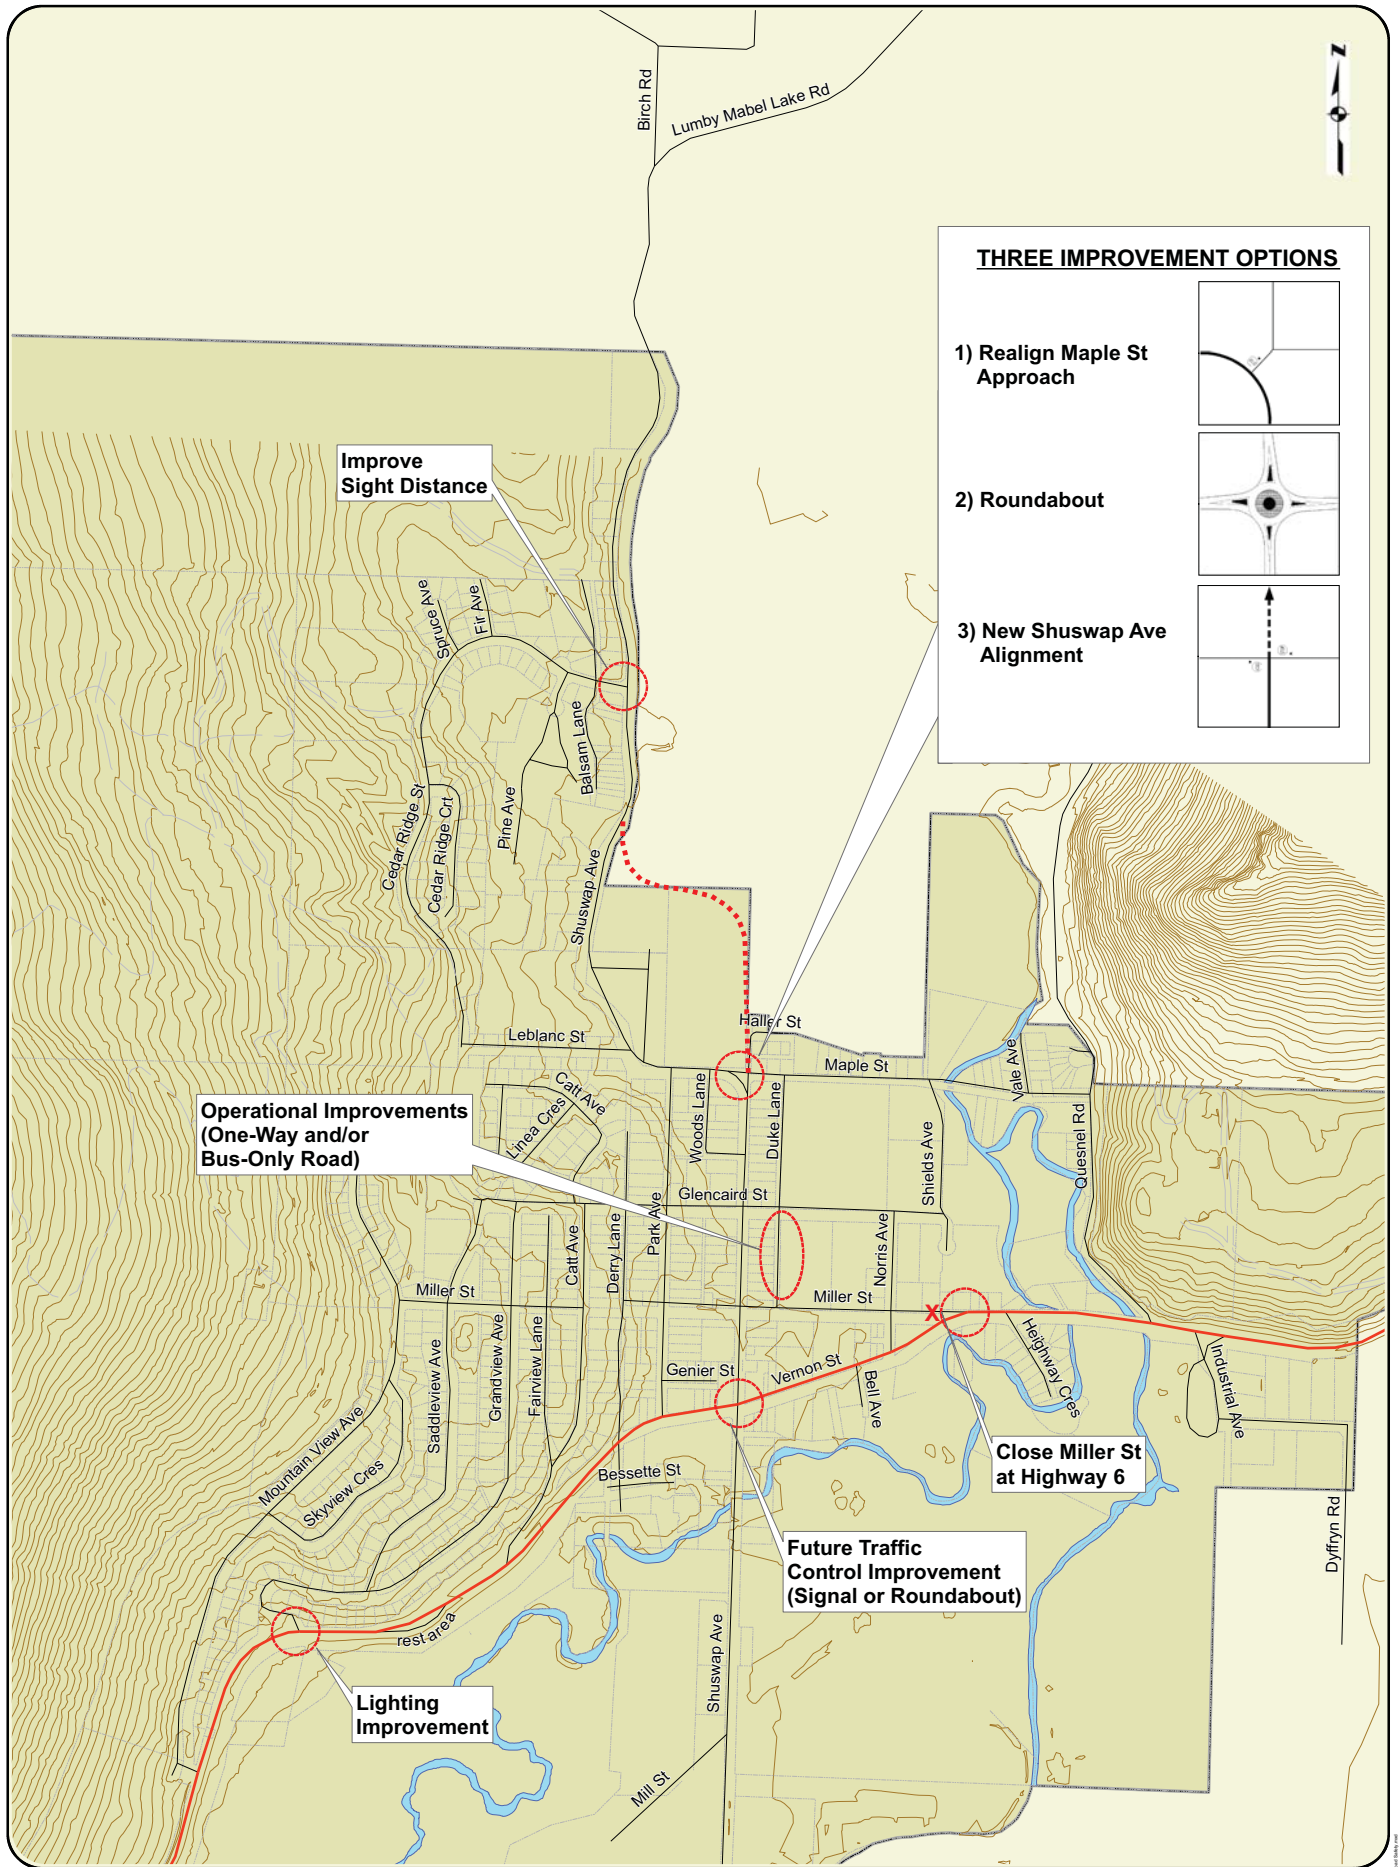 Birch Rd
Lumby Mabel Lake Rd
N
THREE IMPROVEMENT OPTIONS
1) Realign Maple St
Approach
2) Roundabout
3) New Shuswap Ave
Alignment
Improve
Sight Distance
Spruce Ave
Fir Ave
Balsam Lane
Pine Ave
Cedar Ridge St
Cedar Ridge Crt
Shuswap Ave
Haller St
Leblanc St
Maple St
Vale Ave
Catt Ave
Linea Cres
Woods Lane
Duke Lane
Quesnel Rd
Shields Ave
Operational Improvements
(One-Way and/or
Bus-Only Road)
Glencaird St
Park Ave
Derry Lane
Catt Ave
Norris Ave
Miller St
Miller St
X
Grandview Ave
Fairview Lane
Saddleview Ave
Genier St
Vernon St
Bell Ave
Heighway Cres
Industrial Ave
Mountain View Ave
Skyview Cres
Bessette St
Close Miller St
at Highway 6
Future Traffic
Control Improvement
(Signal or Roundabout)
Dyffryn Rd
rest area
Shuswap Ave
Lighting
Improvement
Mill St